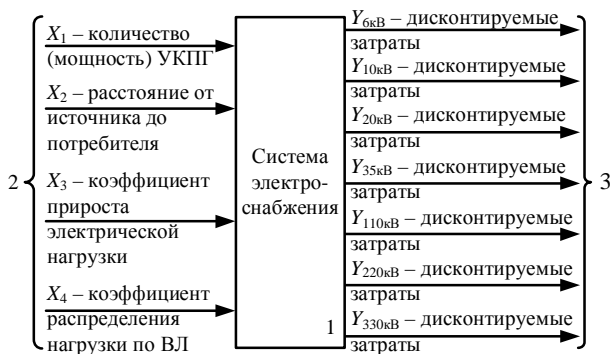 X1 – количество
(мощность) УКПГ
X2 – расстояние от
источника до
потребителя
2
X3 – коэффициент
прироста
электрической
нагрузки
X4 – коэффициент
распределения
нагрузки по ВЛ
Система
электро-
снабжения
1
Y6кВ – дисконтируемые
затраты
Y10кВ – дисконтируемые
затраты
Y20кВ – дисконтируемые
затраты
Y35кВ – дисконтируемые
затраты
3
Y110кВ – дисконтируемые
затраты
Y220кВ – дисконтируемые
затраты
Y330кВ – дисконтируемые
затраты